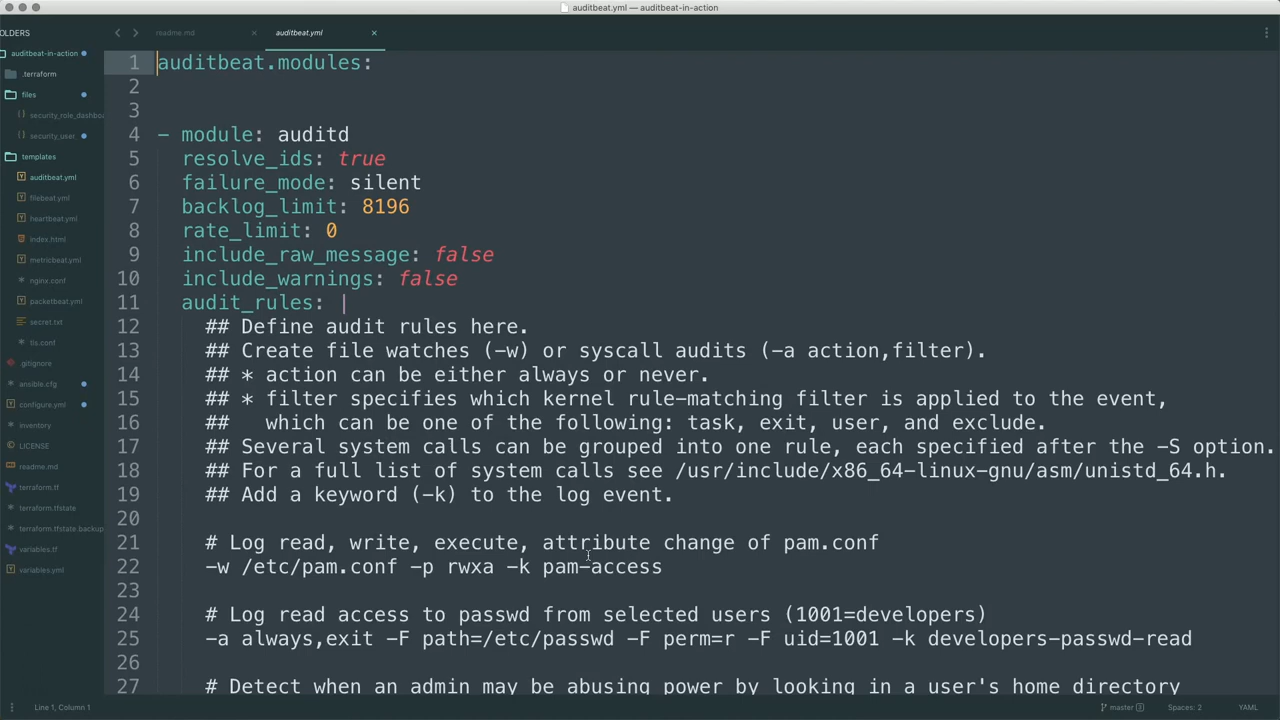 auditbeat.yml — auditbeat-in-action
OLDERS
auditbeat-in-action
.terraform
files
security_role_dashbo
security_user
templates
auditbeat.yml
filebeat.yml
heartbeat.yml
index.html
metricbeat.yml
nginx.conf
packetbeat.yml
secret.txt
tls.conf
.gitignore
ansible.cfg
configure.yml
inventory
LICENSE
readme.md
terraform.tf
terraform.tfstate
terraform.tfstate.backup
variables.tf
variables.yml
readme.md
auditbeat.yml
1 auditbeat.modules:
2
3
4 - module: auditd
5 resolve_ids: true
6 failure_mode: silent
7 backlog_limit: 8196
8 rate_limit: 0
9 include_raw_message: false
10 include_warnings: false
11 audit_rules: |
12 ## Define audit rules here.
13 ## Create file watches (-w) or syscall audits (-a action,filter).
14 ## * action can be either always or never.
15 ## * filter specifies which kernel rule-matching filter is applied to the event,
16 ##   which can be one of the following: task, exit, user, and exclude.
17 ## Several system calls can be grouped into one rule, each specified after the -S option.
18 ## For a full list of system calls see /usr/include/x86_64-linux-gnu/asm/unistd_64.h.
19 ## Add a keyword (-k) to the log event.
20
21 # Log read, write, execute, attribute change of pam.conf
22 -w /etc/pam.conf -p rwxa -k pam-access
23
24 # Log read access to passwd from selected users (1001=developers)
25 -a always,exit -F path=/etc/passwd -F perm=r -F uid=1001 -k developers-passwd-read
26
27 # Detect when an admin may be abusing power by looking in a user's home directory
Line 1, Column 1
master 3
Spaces: 2
YAML